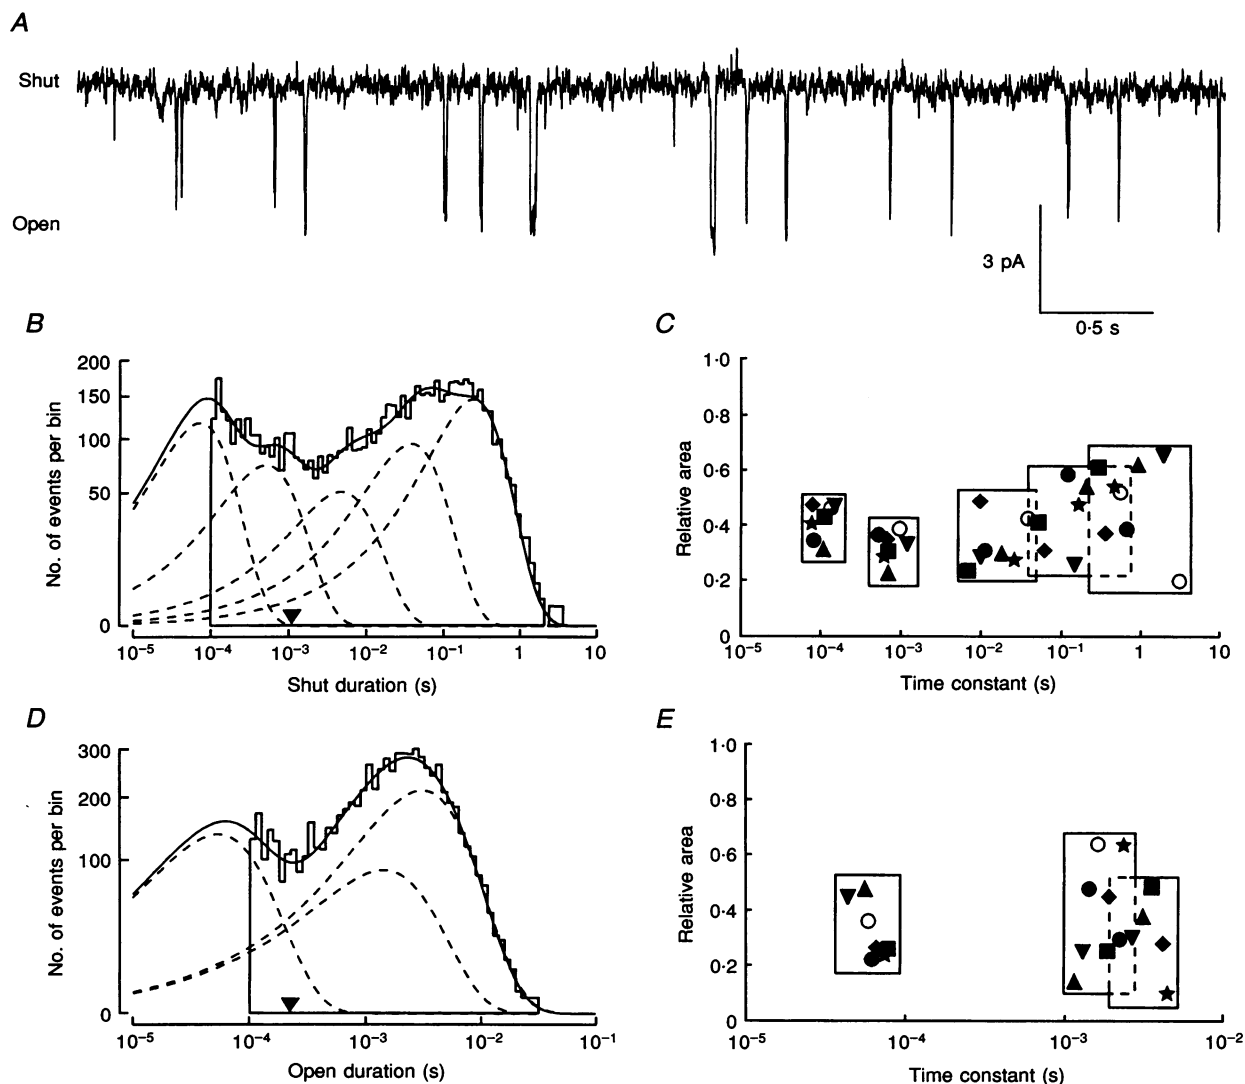 A
Shut
Open
3 pA
0·5 s
B
200
150
100
50
0
No. of events per bin
10⁻⁵ 10⁻⁴ 10⁻³ 10⁻² 10⁻¹ 1 10
Shut duration (s)
C
1·0
0·8
0·6
0·4
0·2
0
Relative area
10⁻⁵ 10⁻⁴ 10⁻³ 10⁻² 10⁻¹ 1 10
Time constant (s)
D
300
200
100
0
No. of events per bin
10⁻⁵ 10⁻⁴ 10⁻³ 10⁻² 10⁻¹
Open duration (s)
E
1·0
0·8
0·6
0·4
0·2
0
Relative area
10⁻⁵ 10⁻⁴ 10⁻³ 10⁻²
Time constant (s)